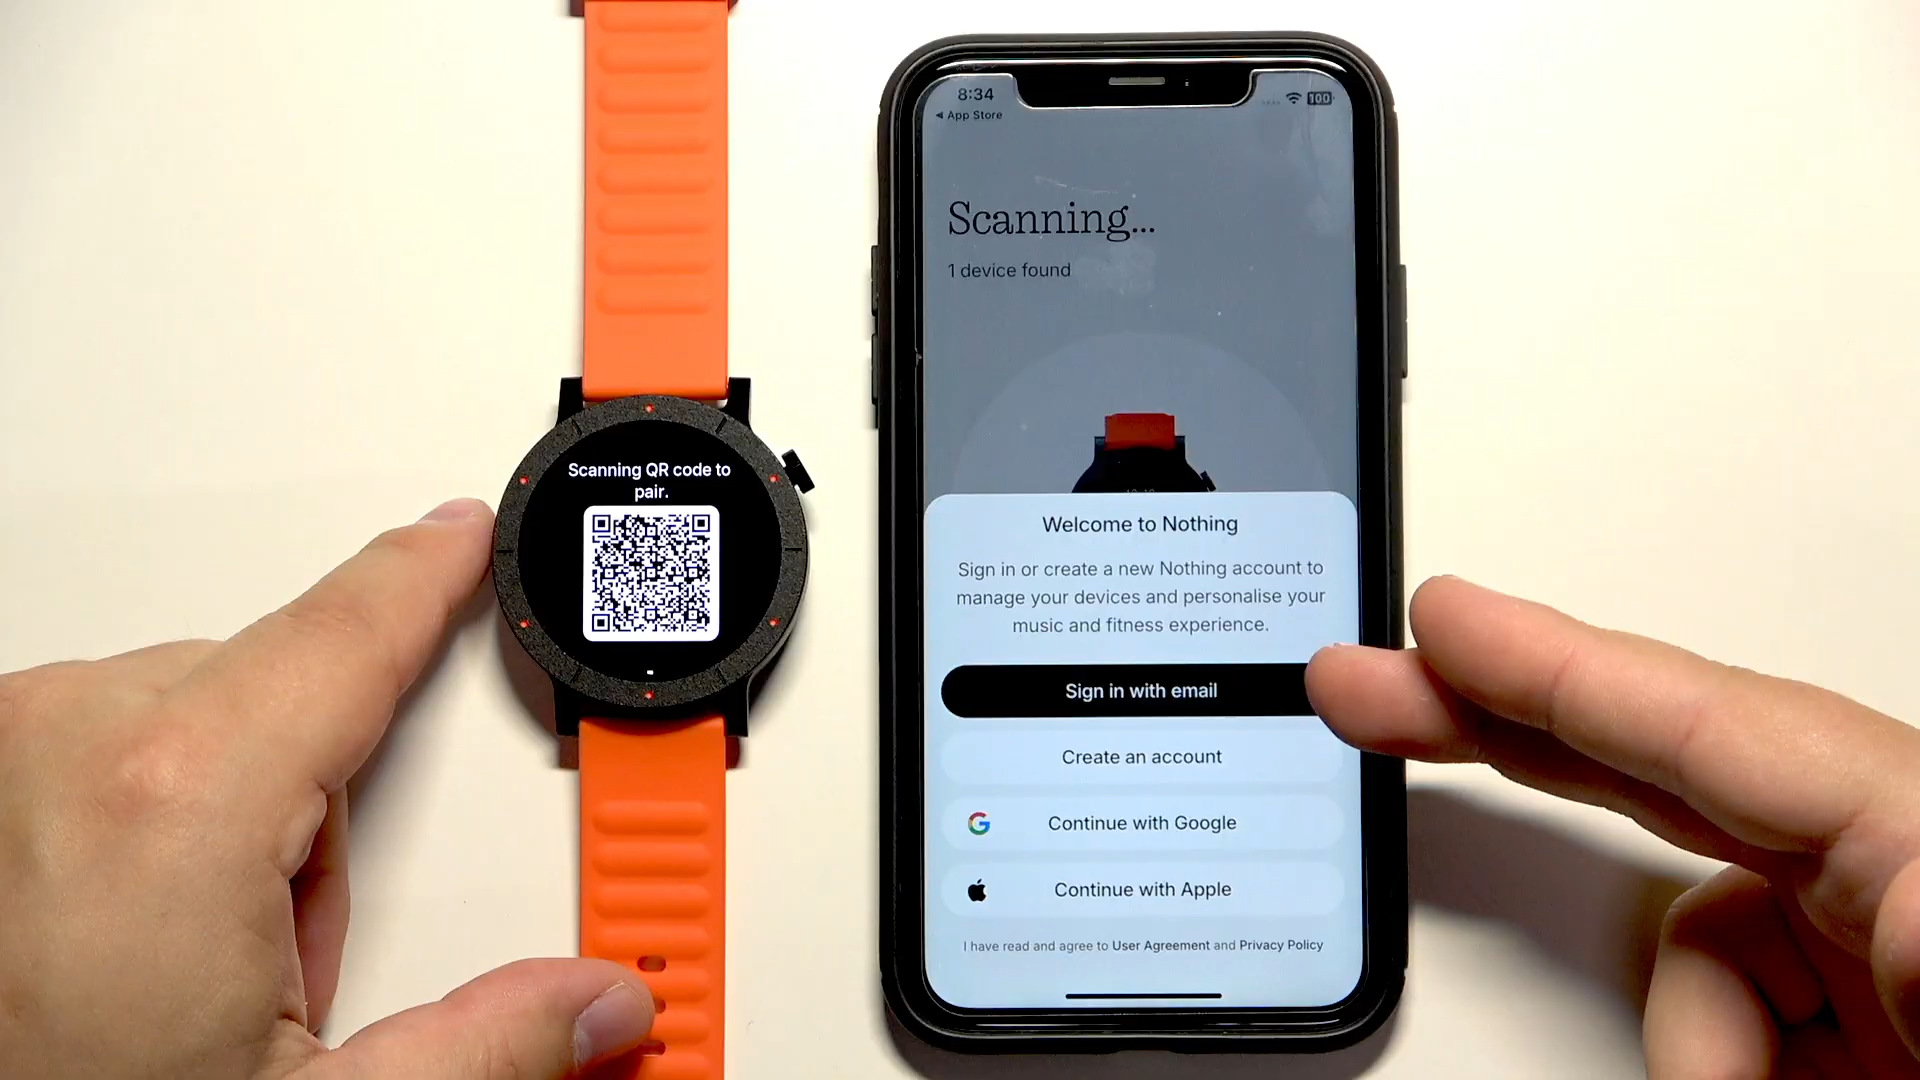 Scanning QR code to
pair.
8:34
100
◂ App Store
Scanning...
1 device found
Welcome to Nothing
Sign in or create a new Nothing account to
manage your devices and personalise your
music and fitness experience.
Sign in with email
Create an account
Continue with Google
Continue with Apple
I have read and agree to User Agreement and Privacy Policy